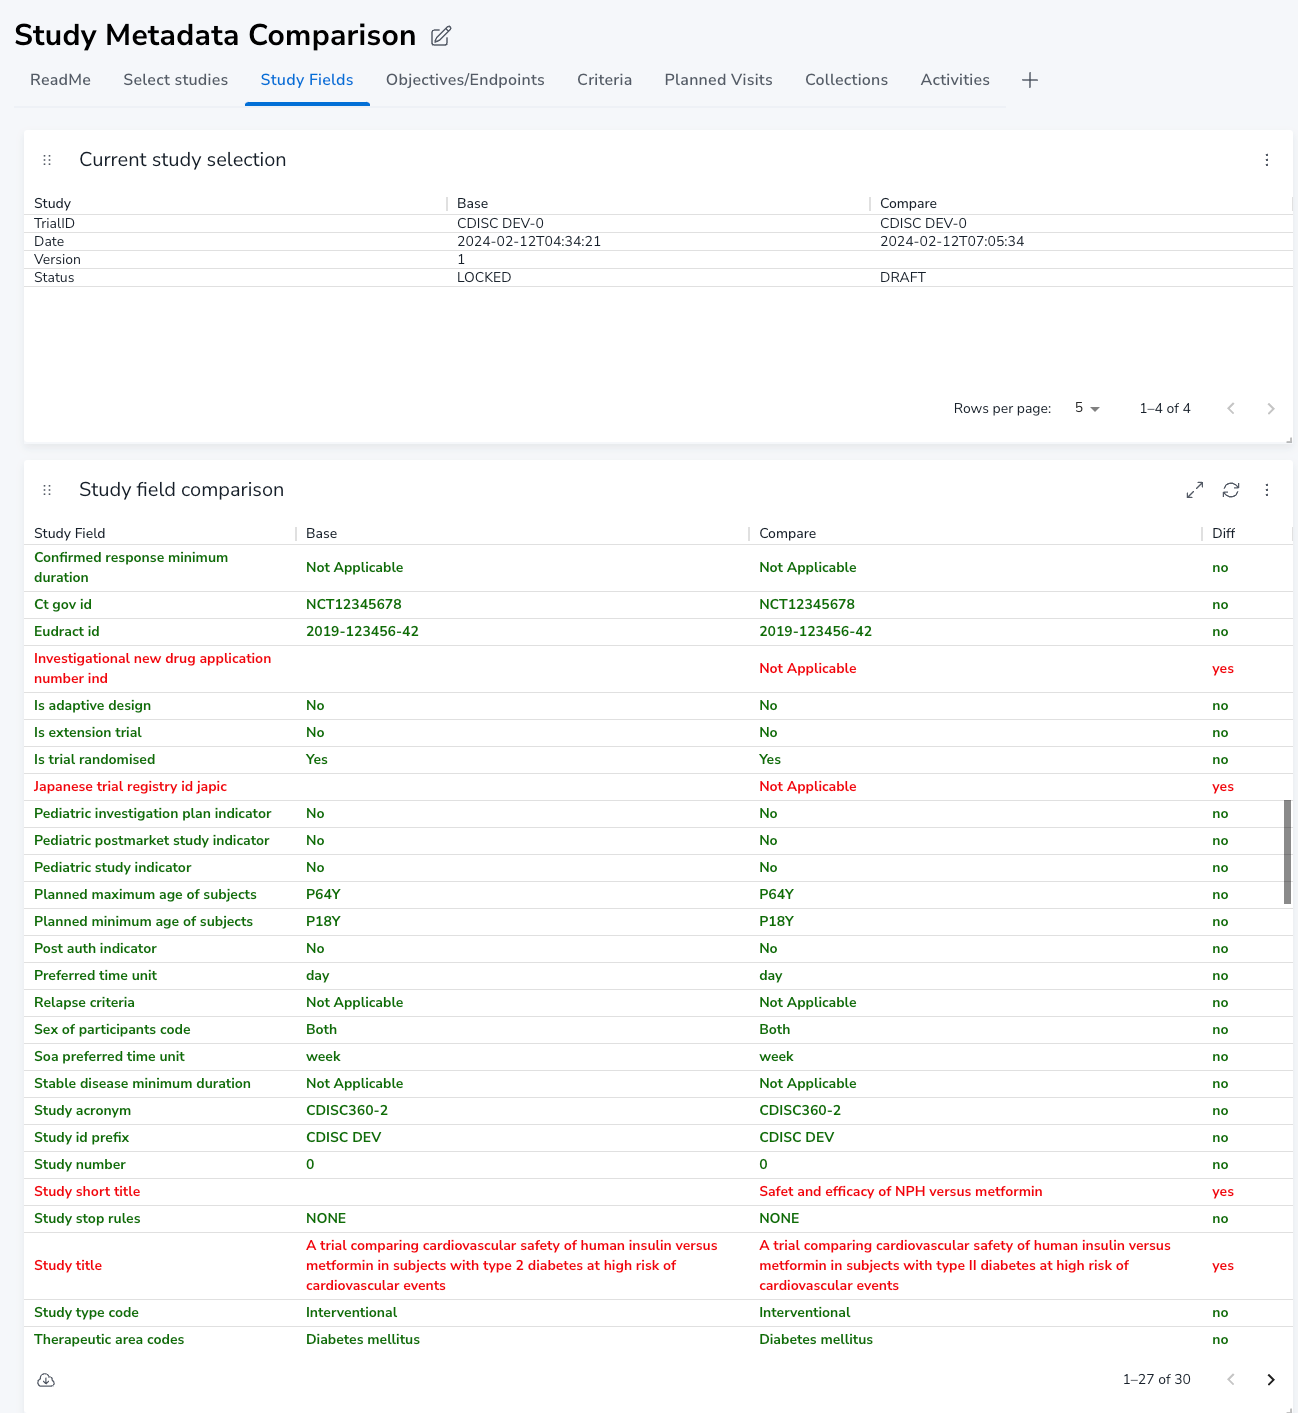 Study Metadata Comparison
ReadMe Select studies Study Fields Objectives/Endpoints Criteria Planned Visits Collections Activities
Current study selection
Study Base Compare
TrialID CDISC DEV-0 CDISC DEV-0
Date 2024-02-12T04:34:21 2024-02-12T07:05:34
Version 1
Status LOCKED DRAFT
Rows per page: 5 1–4 of 4
Study field comparison
Study Field Base Compare Diff
Confirmed response minimum
duration Not Applicable Not Applicable no
Ct gov id NCT12345678 NCT12345678 no
Eudract id 2019-123456-42 2019-123456-42 no
Investigational new drug application
number ind Not Applicable yes
Is adaptive design No No no
Is extension trial No No no
Is trial randomised Yes Yes no
Japanese trial registry id japic Not Applicable yes
Pediatric investigation plan indicator No No no
Pediatric postmarket study indicator No No no
Pediatric study indicator No No no
Planned maximum age of subjects P64Y P64Y no
Planned minimum age of subjects P18Y P18Y no
Post auth indicator No No no
Preferred time unit day day no
Relapse criteria Not Applicable Not Applicable no
Sex of participants code Both Both no
Soa preferred time unit week week no
Stable disease minimum duration Not Applicable Not Applicable no
Study acronym CDISC360-2 CDISC360-2 no
Study id prefix CDISC DEV CDISC DEV no
Study number 0 0 no
Study short title Safet and efficacy of NPH versus metformin yes
Study stop rules NONE NONE no
A trial comparing cardiovascular safety of human insulin versus A trial comparing cardiovascular safety of human insulin versus
Study title metformin in subjects with type 2 diabetes at high risk of metformin in subjects with type II diabetes at high risk of yes
cardiovascular events cardiovascular events
Study type code Interventional Interventional no
Therapeutic area codes Diabetes mellitus Diabetes mellitus no
1–27 of 30